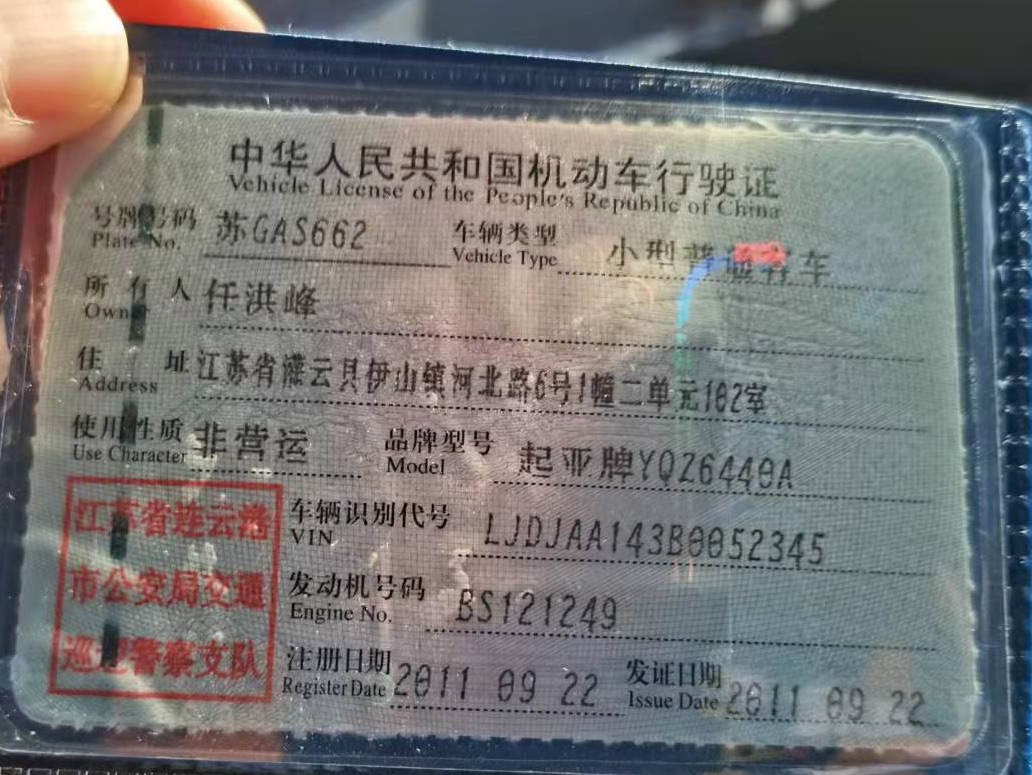 中华人民共和国机动车行驶证
Vehicle License of the People's Republic of China
号牌号码 苏GAS662 车辆类型 小型普通客车
Plate No. Vehicle Type
所有人 任洪峰
Owner
住址 江苏省灌云县伊山镇河北路6号1幢二单元102室
Address
使用性质 非营运 品牌型号 起亚牌YQZ6440A
Use Character Model
江苏省连云港
市公安局交通
巡逻警察支队
车辆识别代号 LJDJAA143B0052345
VIN
发动机号码 BS121249
Engine No.
注册日期 2011 09 22 发证日期 2011 09 22
Register Date Issue Date